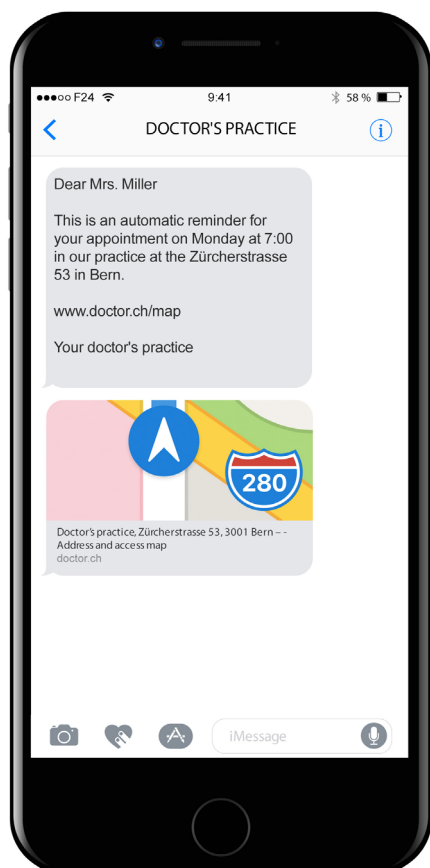 F24
9:41
58 %
DOCTOR'S PRACTICE
i
Dear Mrs. Miller
This is an automatic reminder for
your appointment on Monday at 7:00
in our practice at the Zürcherstrasse
53 in Bern.
www.doctor.ch/map
Your doctor's practice
280
Doctor's practice, Zürcherstrasse 53, 3001 Bern – -
Address and access map
doctor.ch
iMessage